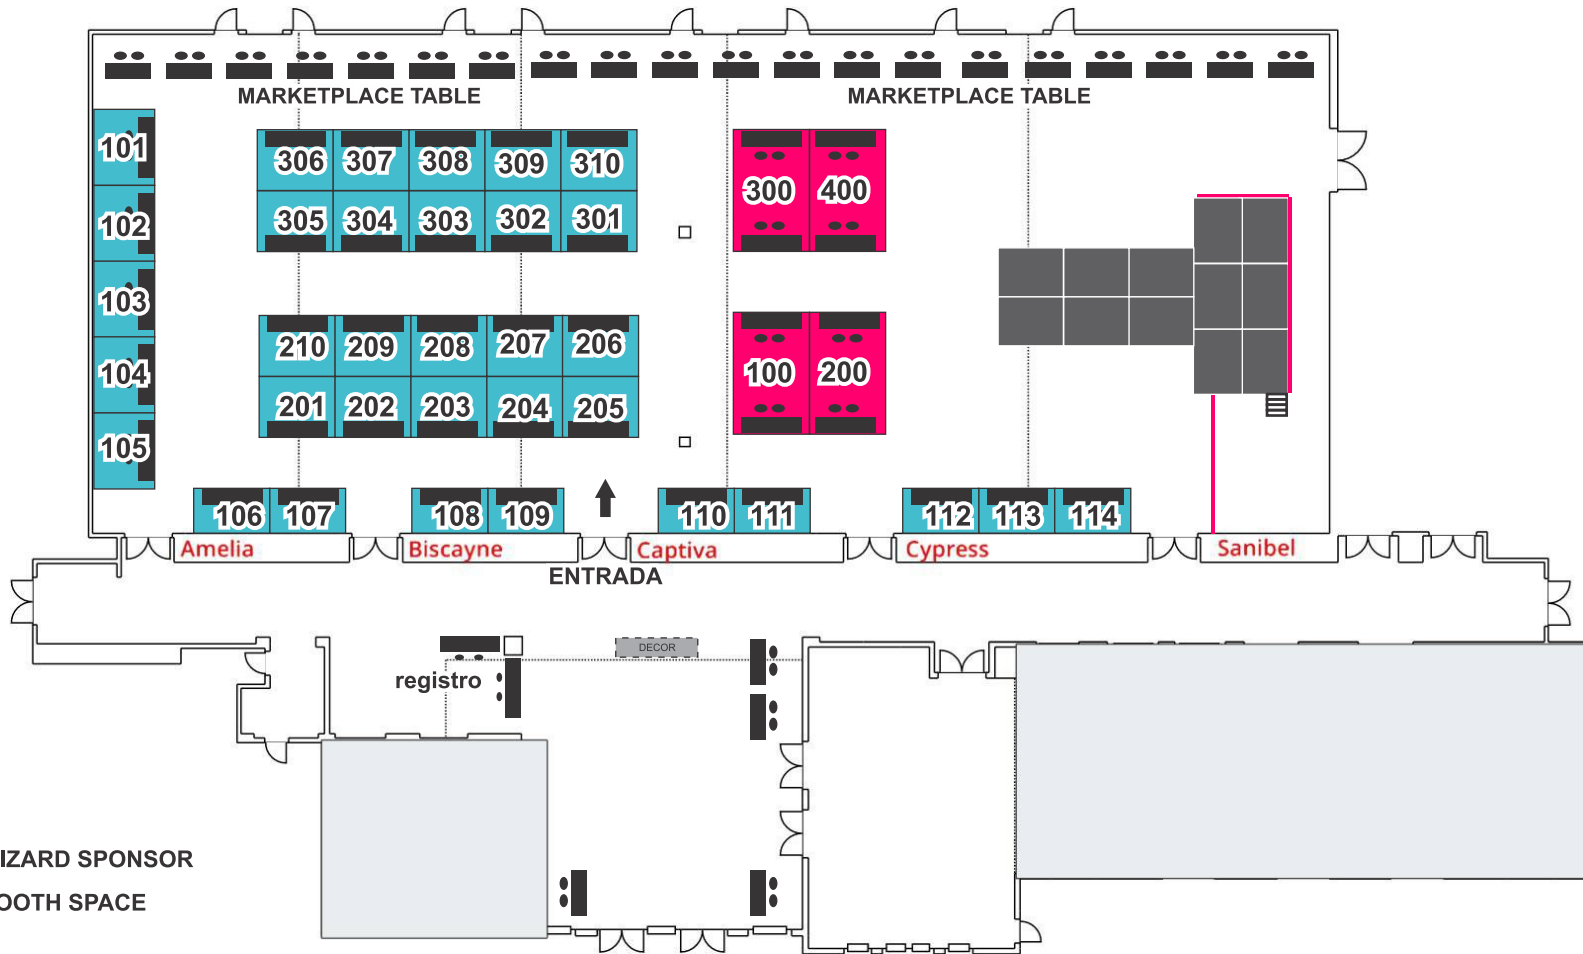 MARKETPLACE TABLE
MARKETPLACE TABLE
101
102
103
104
105
306 307 308 309 310
305 304 303 302 301
300 400
210 209 208 207 206
201 202 203 204 205
100 200
106 107
108 109
110 111
112 113 114
Amelia
Biscayne
Captiva
Cypress
Sanibel
ENTRADA
DECOR
registro
IZARD SPONSOR
OOTH SPACE